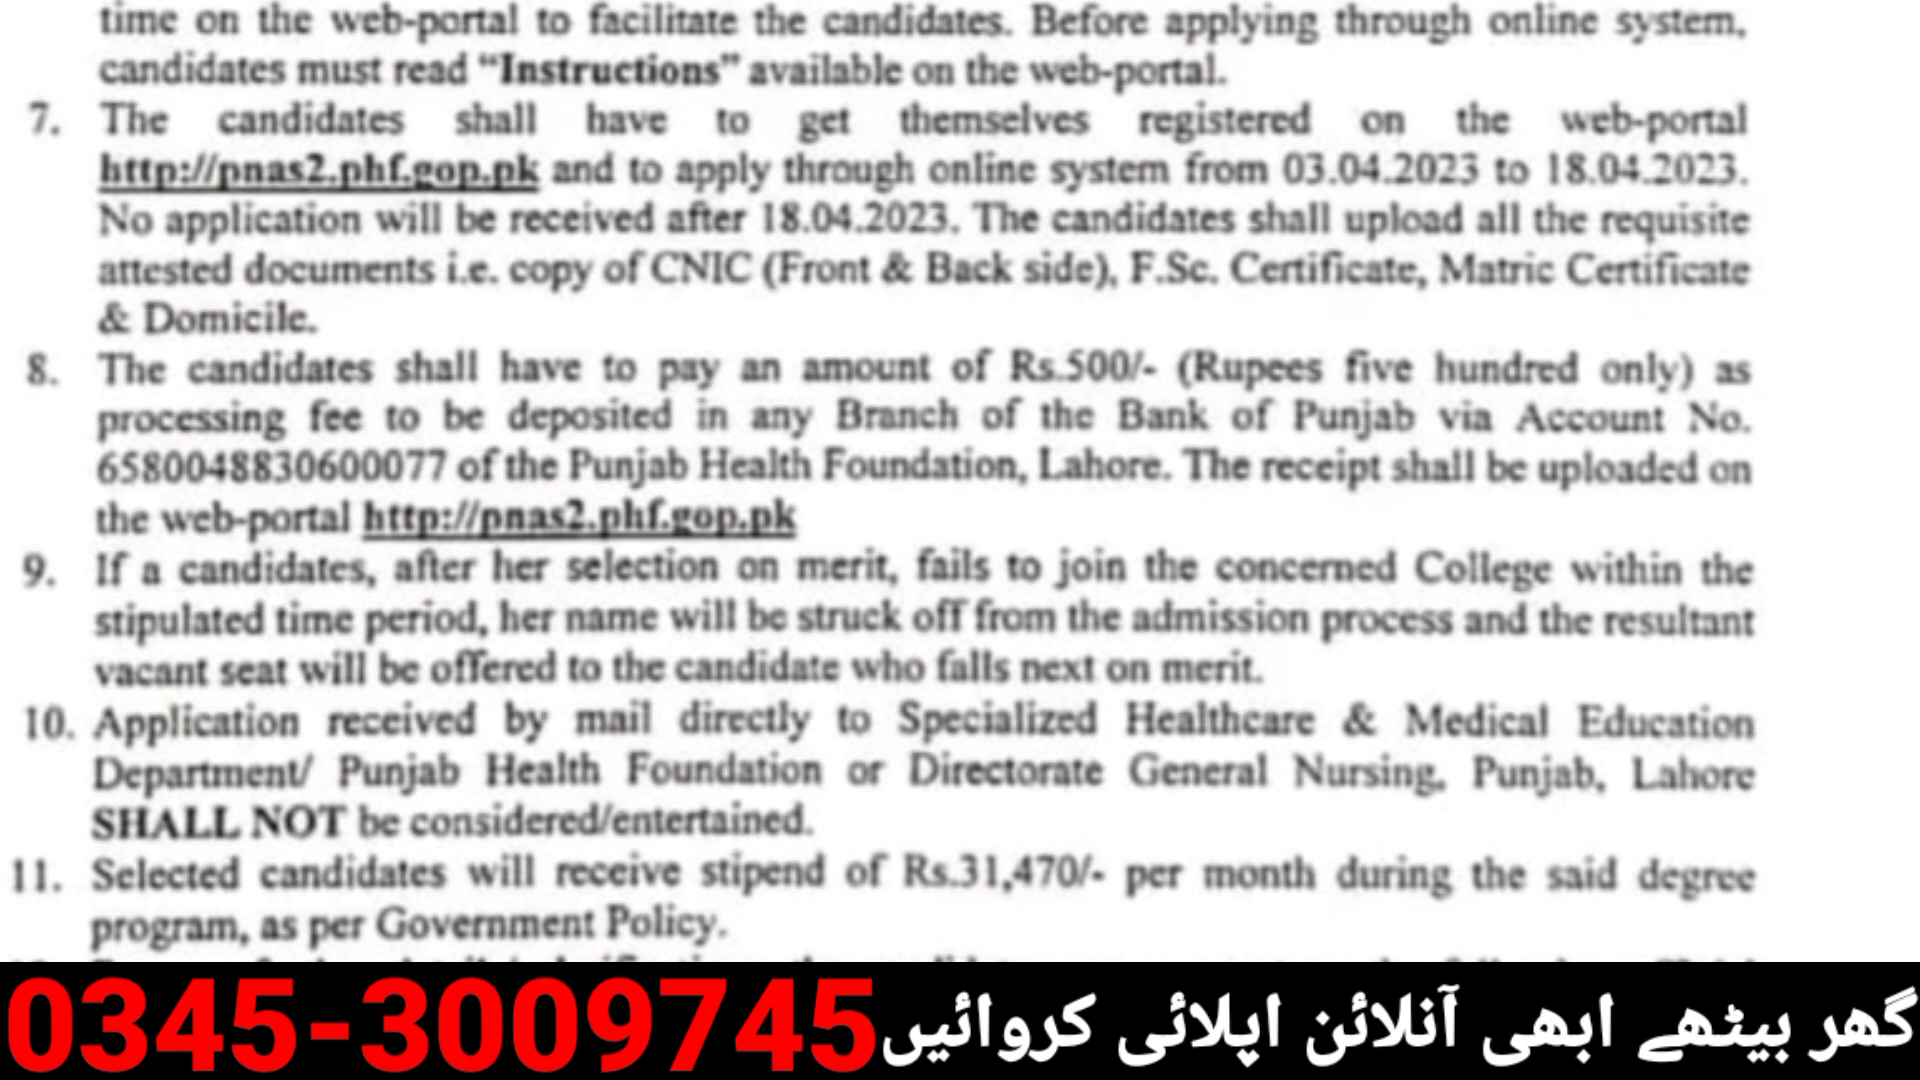 time on the web-portal to facilitate the candidates. Before applying through online system,
candidates must read “Instructions” available on the web-portal.
7. The candidates shall have to get themselves registered on the web-portal
http://pnas2.phf.gop.pk and to apply through online system from 03.04.2023 to 18.04.2023.
No application will be received after 18.04.2023. The candidates shall upload all the requisite
attested documents i.e. copy of CNIC (Front & Back side), F.Sc. Certificate, Matric Certificate
& Domicile.
8. The candidates shall have to pay an amount of Rs.500/- (Rupees five hundred only) as
processing fee to be deposited in any Branch of the Bank of Punjab via Account No.
6580048830600077 of the Punjab Health Foundation, Lahore. The receipt shall be uploaded on
the web-portal http://pnas2.phf.gop.pk
9. If a candidates, after her selection on merit, fails to join the concerned College within the
stipulated time period, her name will be struck off from the admission process and the resultant
vacant seat will be offered to the candidate who falls next on merit.
10. Application received by mail directly to Specialized Healthcare & Medical Education
Department/ Punjab Health Foundation or Directorate General Nursing, Punjab, Lahore
SHALL NOT be considered/entertained.
11. Selected candidates will receive stipend of Rs.31,470/- per month during the said degree
program, as per Government Policy.
0345-3009745 گھر بیٹھے ابھی آنلائن اپلائی کروائیں